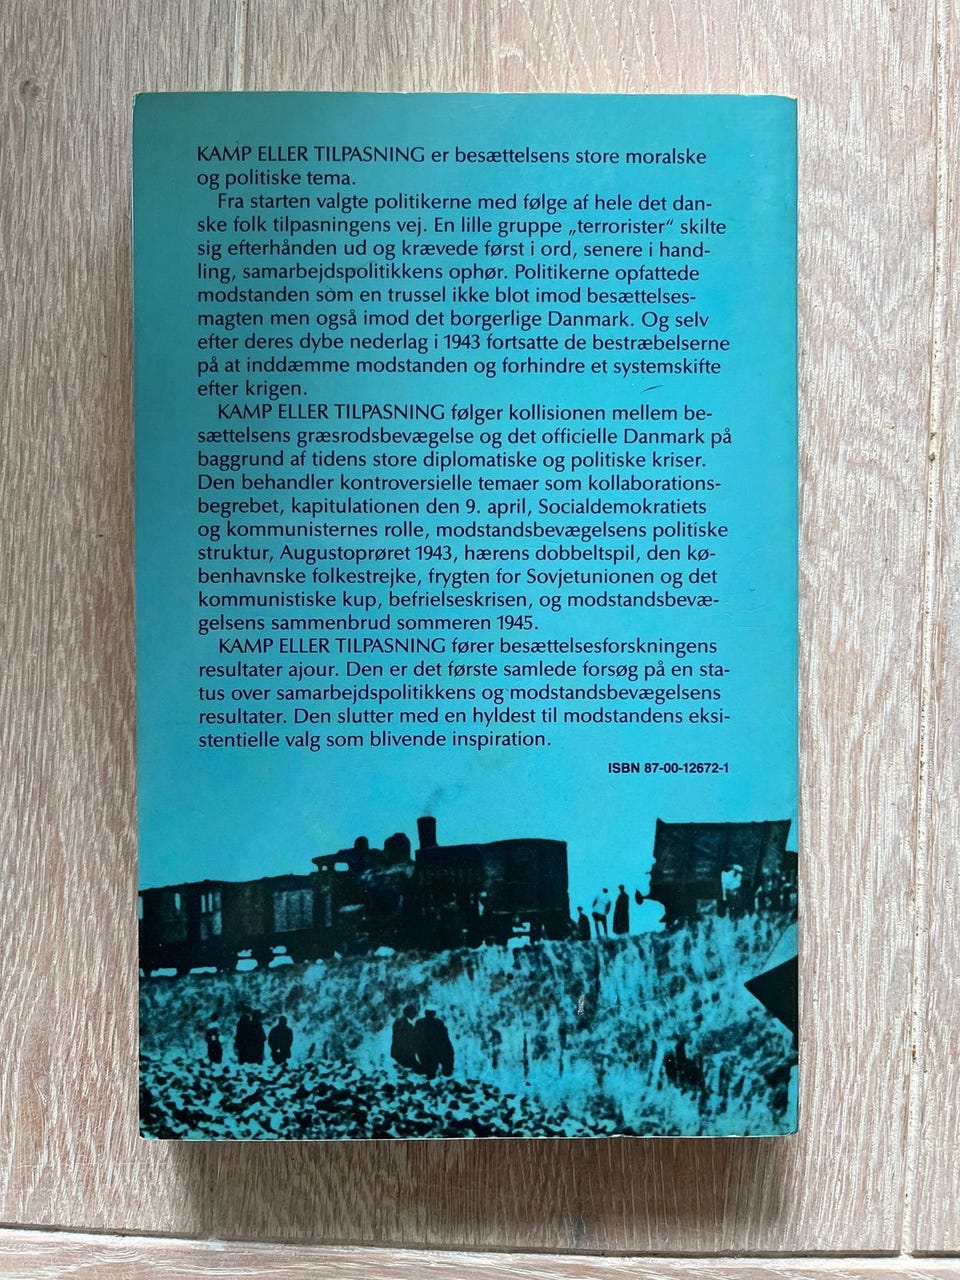 KAMP ELLER TILPASNING er besættelsens store moralske
og politiske tema.
Fra starten valgte politikerne med følge af hele det dan-
ske folk tilpasningens vej. En lille gruppe „terrorister“ skilte
sig efterhånden ud og krævede først i ord, senere i hand-
ling, samarbejdspolitikkens ophør. Politikerne opfattede
modstanden som en trussel ikke blot imod besættelses-
magten men også imod det borgerlige Danmark. Og selv
efter deres dybe nederlag i 1943 fortsatte de bestræbelserne
på at inddæmme modstanden og forhindre et systemskifte
efter krigen.
KAMP ELLER TILPASNING følger kollisionen mellem be-
sættelsens græsrodsbevægelse og det officielle Danmark på
baggrund af tidens store diplomatiske og politiske kriser.
Den behandler kontroversielle temaer som kollaborations-
begrebet, kapitulationen den 9. april, Socialdemokratiets
og kommunisternes rolle, modstandsbevægelsens politiske
struktur, Augustoprøret 1943, hærens dobbeltspil, den kø-
benhavnske folkestrejke, frygten for Sovjetunionen og det
kommunistiske kup, befrielseskrisen, og modstandsbevæ-
gelsens sammenbrud sommeren 1945.
KAMP ELLER TILPASNING fører besættelsesforskningens
resultater ajour. Den er det første samlede forsøg på en sta-
tus over samarbejdspolitikkens og modstandsbevægelsens
resultater. Den slutter med en hyldest til modstandens eksi-
stentielle valg som blivende inspiration.
ISBN 87-00-12672-1